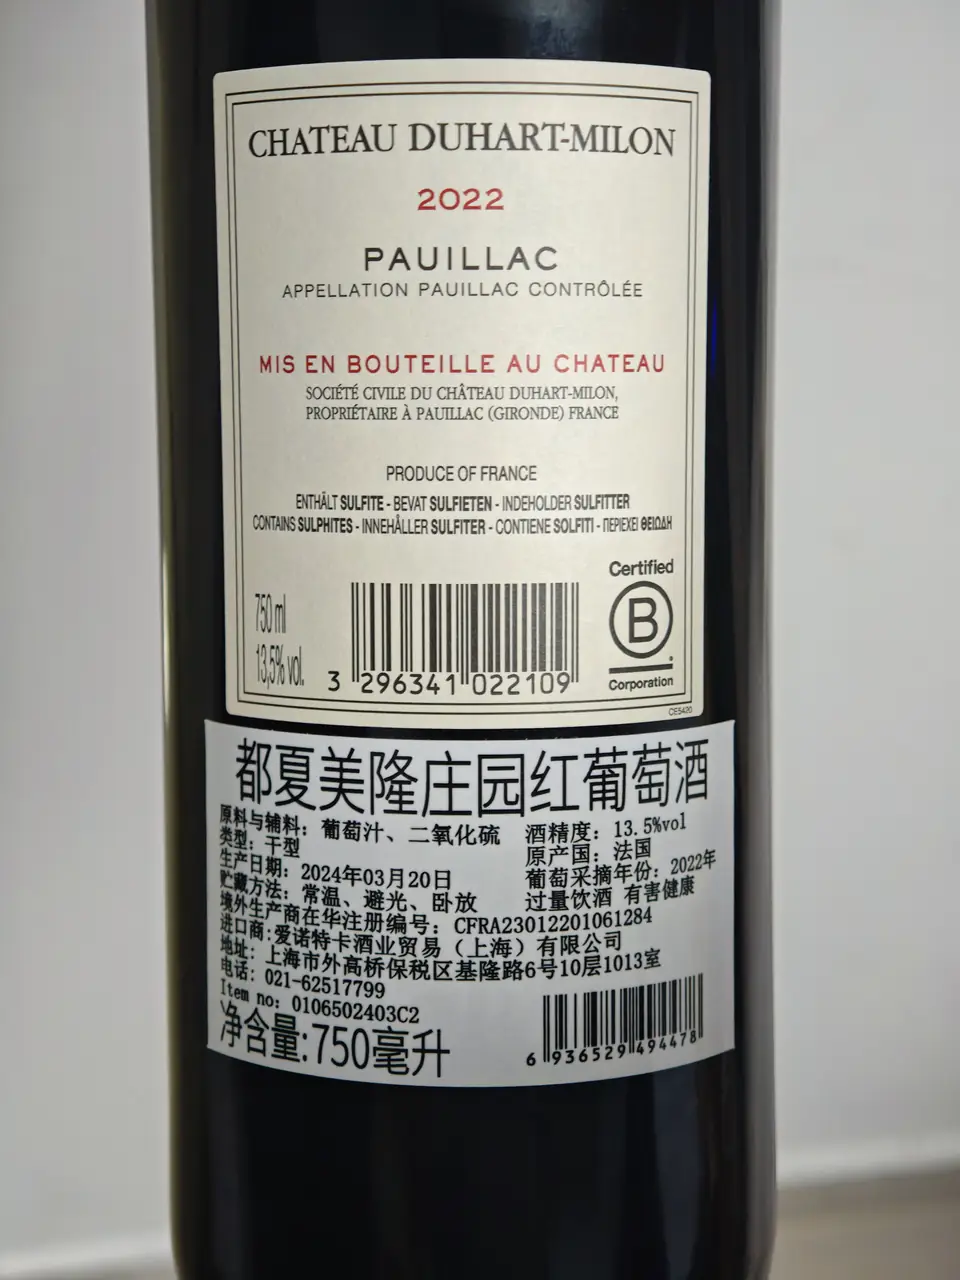 CHATEAU DUHART-MILON
2022
PAUILLAC
APPELLATION PAUILLAC CONTRÔLÉE
MIS EN BOUTEILLE AU CHATEAU
SOCIÉTÉ CIVILE DU CHÂTEAU DUHART-MILON,
PROPRIÉTAIRE À PAUILLAC (GIRONDE) FRANCE
PRODUCE OF FRANCE
ENTHÄLT SULFITE - BEVAT SULFIETEN - INDEHOLDER SULFITTER
CONTAINS SULPHITES - INNEHÅLLER SULFITER - CONTIENE SOLFITI - ΠΕΡΙΕΧΕΙ ΘΕΙΩΔΗ
750 ml
13,5% vol.
3 296341 022109
Certified
B
Corporation
CE5420
都夏美隆庄园红葡萄酒
原料与辅料：葡萄汁、二氧化硫 酒精度：13.5%vol
类型：干型 原产国：法国
生产日期：2024年03月20日 葡萄采摘年份：2022年
贮藏方法：常温、避光、卧放 过量饮酒 有害健康
境外生产商在华注册编号：CFRA23012201061284
进口商:爱诺特卡酒业贸易（上海）有限公司
地址：上海市外高桥保税区基隆路6号10层1013室
电话：021-62517799
Item no：0106502403C2
净含量:750毫升
6 936529 494478